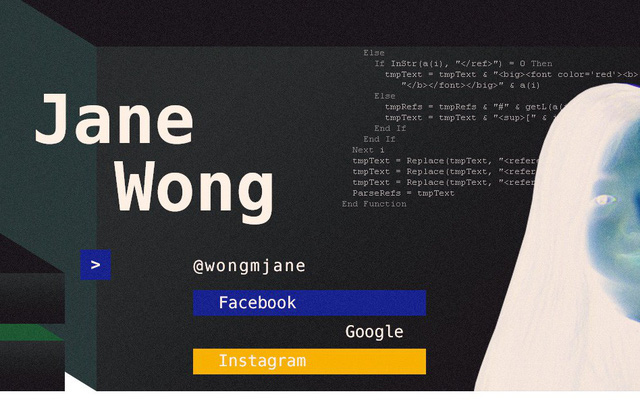 Else
If InStr(a(i), "</ref>") = 0 Then
tmpText = tmpText & "<big><font color='red'><b>
"</b></font></big>" & a(i)
Else
tmpRefs = tmpRefs & "#" & getL(a(
tmpText = tmpText & "<sup>[" &
End If
End If
Next i
tmpText = Replace(tmpText, "<refere
tmpText = Replace(tmpText, "<refer
tmpText = Replace(tmpText, "<refer
ParseRefs = tmpText
End Function
Jane
Wong
>
@wongmjane
Facebook
Google
Instagram